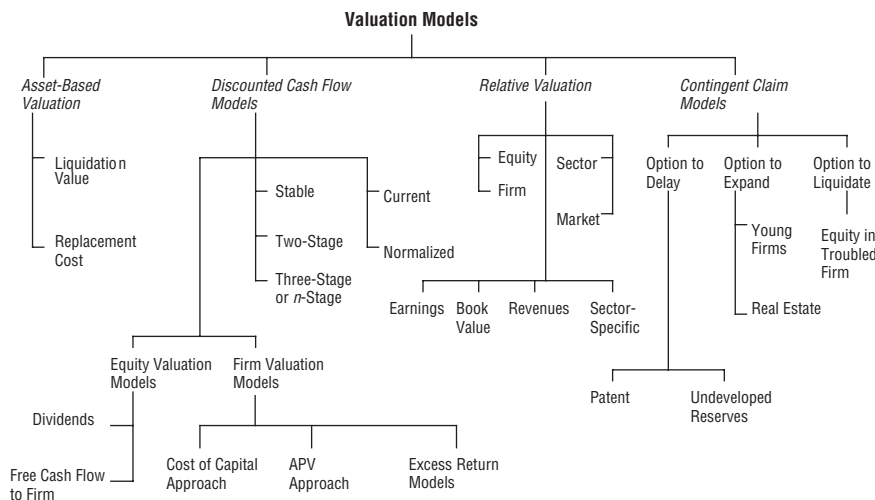 Valuation Models
Asset-Based
Valuation
Discounted Cash Flow
Models
Relative Valuation
Contingent Claim
Models
Liquidation
Value
Replacement
Cost
Stable
Two-Stage
Three-Stage
or n-Stage
Current
Normalized
Equity
Firm
Sector
Market
Option to
Delay
Option to
Expand
Option to
Liquidate
Young
Firms
Equity in
Troubled
Firm
Real Estate
Earnings
Book
Value
Revenues
Sector-
Specific
Equity Valuation
Models
Firm Valuation
Models
Patent
Undeveloped
Reserves
Dividends
Free Cash Flow
to Firm
Cost of Capital
Approach
APV
Approach
Excess Return
Models